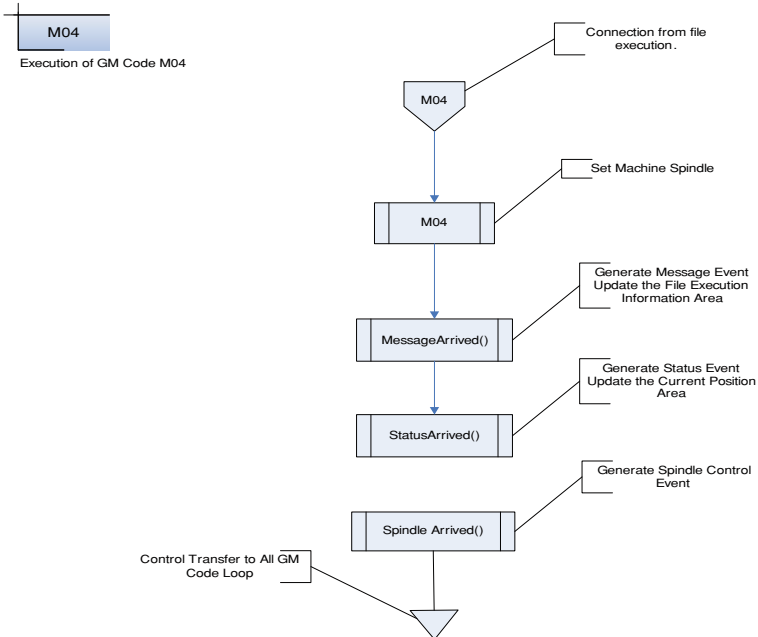 M04
Execution of GM Code M04
Connection from file
execution.
M04
Set Machine Spindle
M04
Generate Message Event
Update the File Execution
Information Area
MessageArrived()
Generate Status Event
Update the Current Position
Area
StatusArrived()
Generate Spindle Control
Event
Spindle Arrived()
Control Transfer to All GM
Code Loop